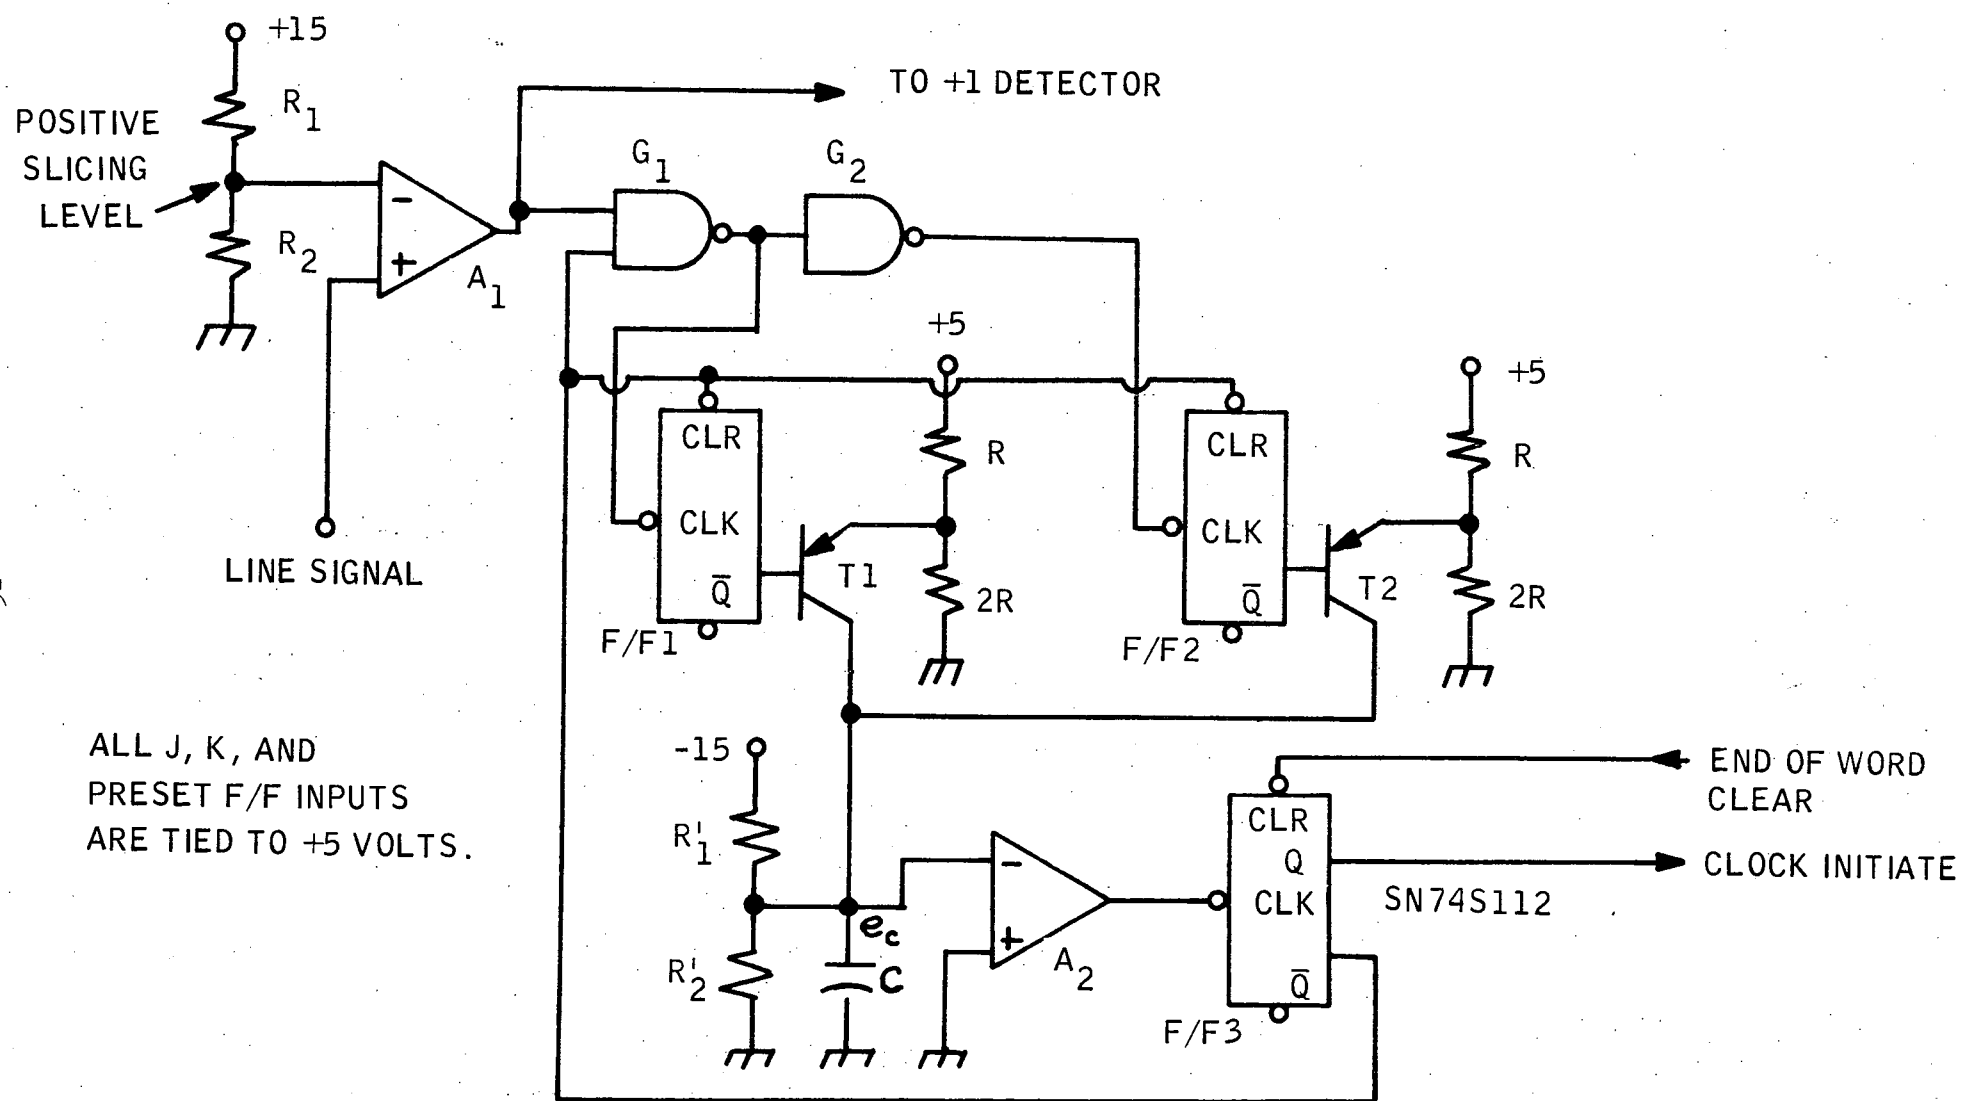 +15
R1
POSITIVE
SLICING
LEVEL
R2
-
+
A1
TO +1 DETECTOR
G1
G2
LINE SIGNAL
+5
CLR
CLK
Q̅
F/F1
R
T1
2R
+5
CLR
CLK
Q̅
F/F2
R
T2
2R
ALL J, K, AND
PRESET F/F INPUTS
ARE TIED TO +5 VOLTS.
-15
R'1
R'2
ec
C
-
+
A2
CLR
Q
CLK
Q̅
F/F3
END OF WORD
CLEAR
CLOCK INITIATE
SN74S112